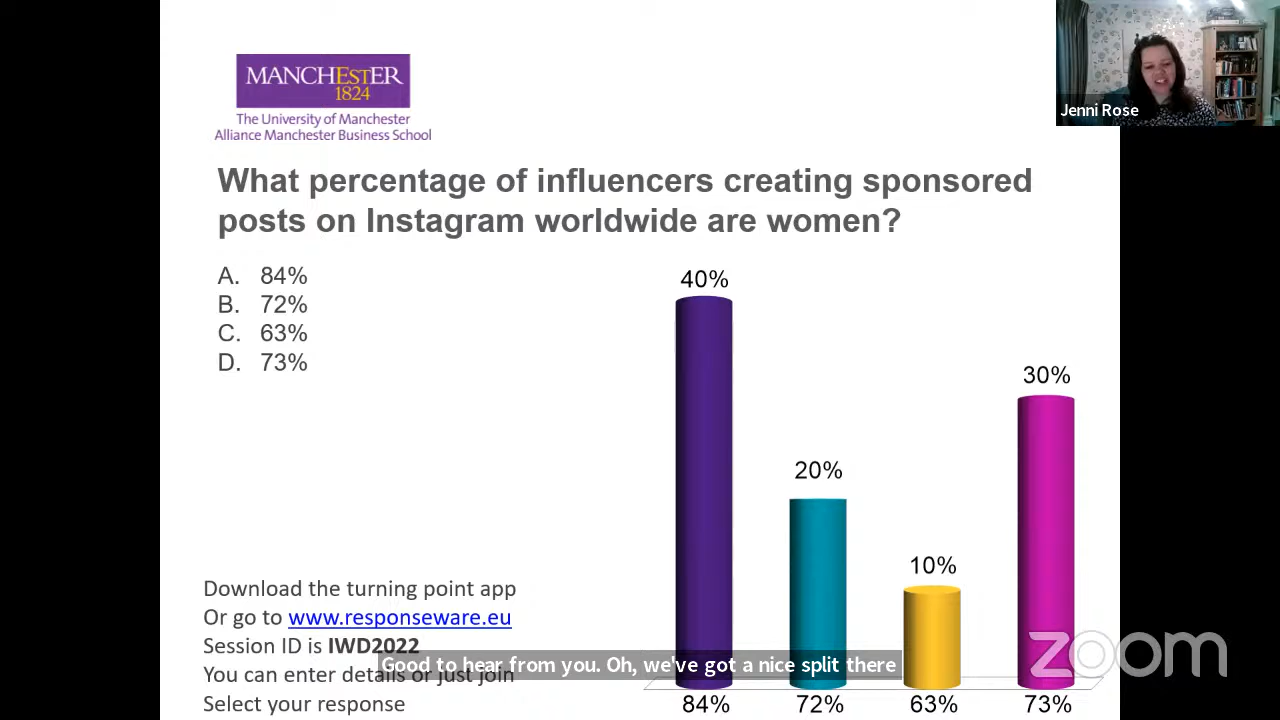 MANCHESTER
1824
The University of Manchester
Alliance Manchester Business School
Jenni Rose
What percentage of influencers creating sponsored
posts on Instagram worldwide are women?
A. 84%
B. 72%
C. 63%
D. 73%
40%
30%
20%
10%
84% 72% 63% 73%
Download the turning point app
Or go to www.responseware.eu
Session ID is IWD2022
You can enter details or just join
Select your response
Good to hear from you. Oh, we've got a nice split there
zoom